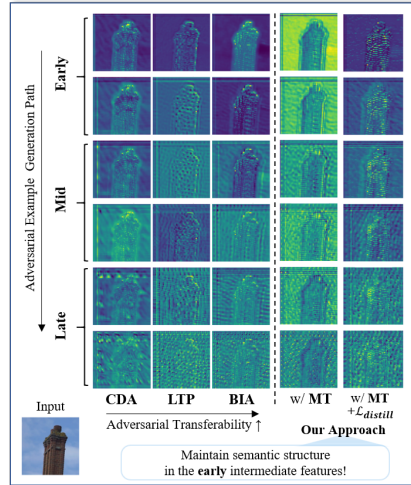 Adversarial Example Generation Path
Early
Mid
Late
CDA LTP BIA w/ MT w/ MT
+ℒdistill
Adversarial Transferability ↑
Our Approach
Input
Maintain semantic structure
in the early intermediate features!